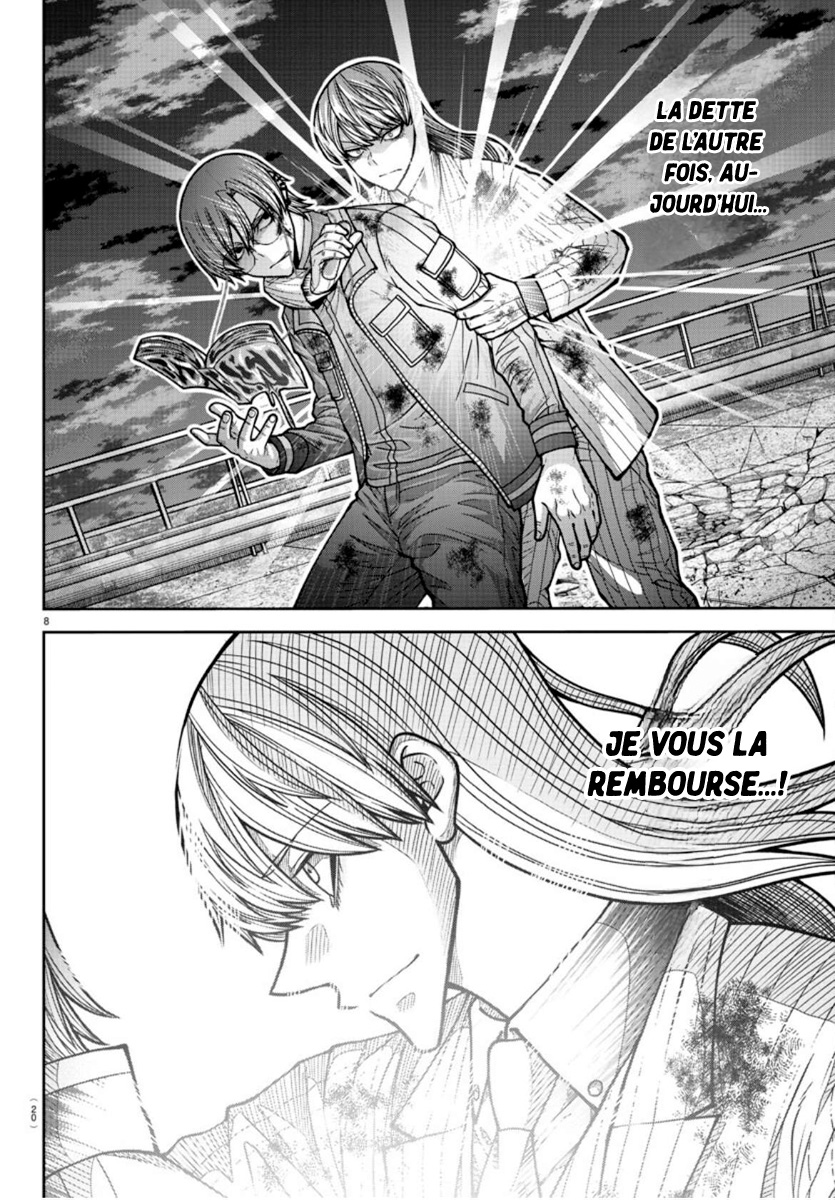 LA DETTE
DE L'AUTRE
FOIS, AU-
JOURD'HUI...
8
JE VOUS LA
REMBOURSE...!
(20)